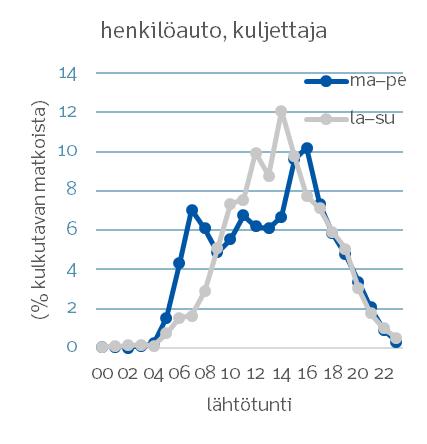 henkilöauto, kuljettaja
(% kulkutavan matkoista)
14
12
10
8
6
4
2
0
ma–pe
la–su
00 02 04 06 08 10 12 14 16 18 20 22
lähtötunti